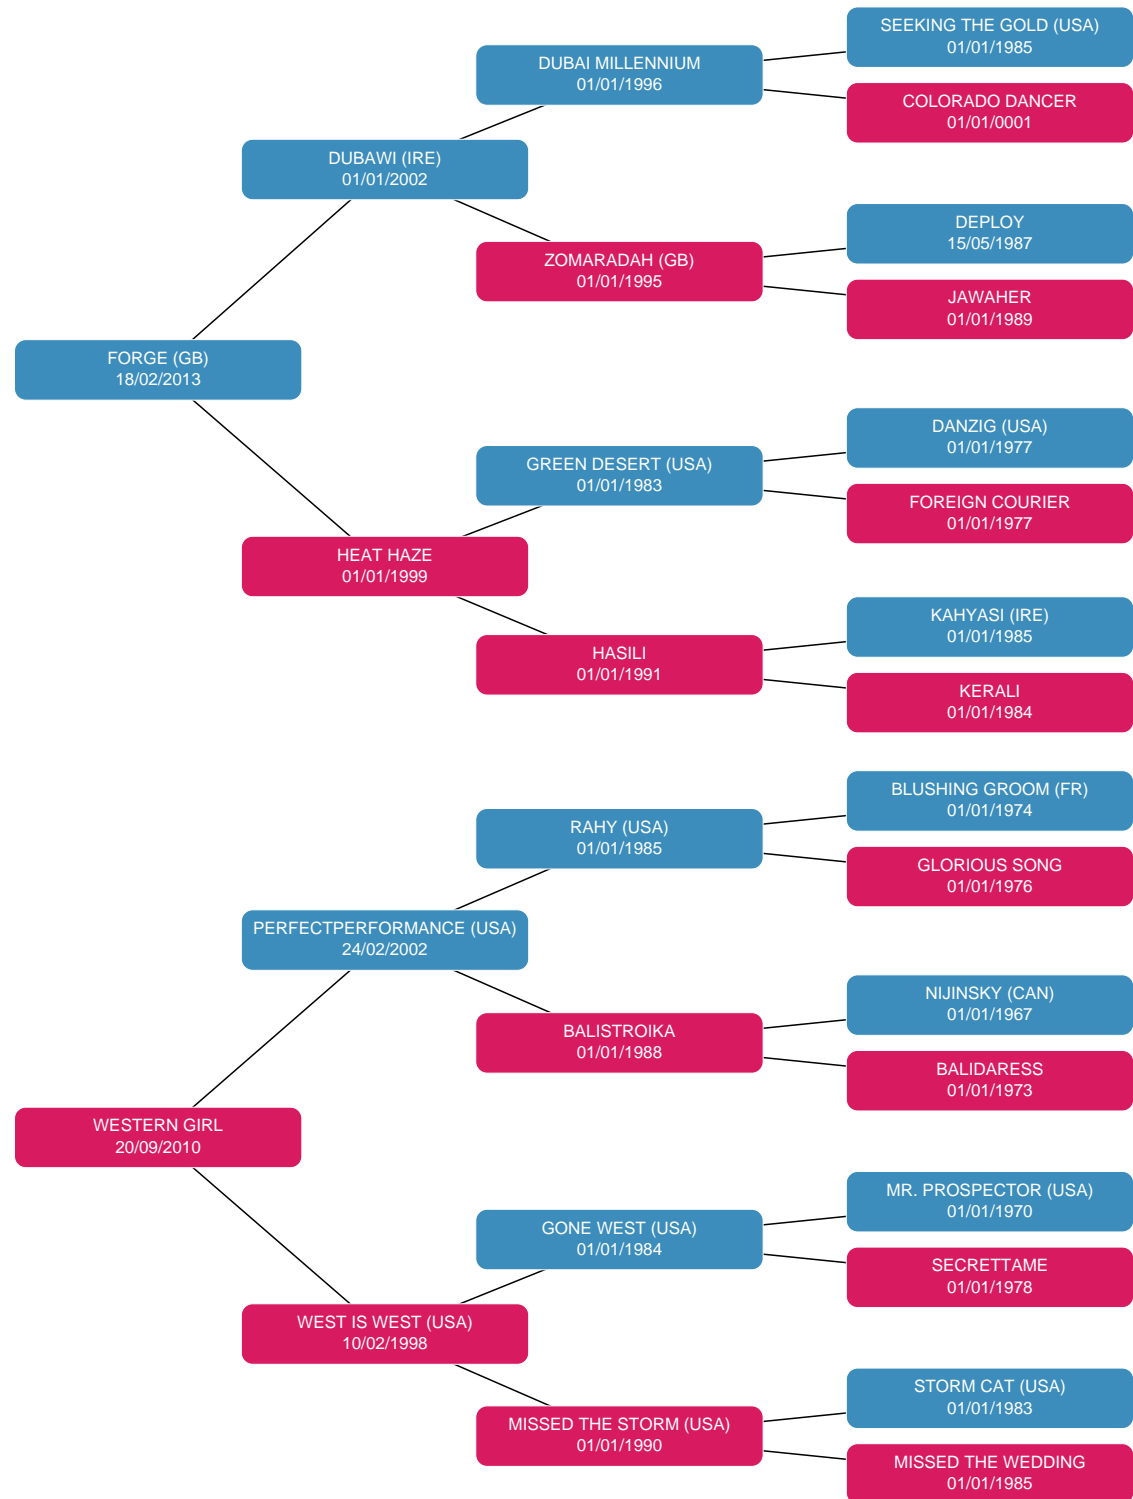 SEEKING THE GOLD (USA)
01/01/1985
DUBAI MILLENNIUM
01/01/1996
COLORADO DANCER
01/01/0001
DUBAWI (IRE)
01/01/2002
DEPLOY
15/05/1987
ZOMARADAH (GB)
01/01/1995
JAWAHER
01/01/1989
FORGE (GB)
18/02/2013
DANZIG (USA)
01/01/1977
GREEN DESERT (USA)
01/01/1983
FOREIGN COURIER
01/01/1977
HEAT HAZE
01/01/1999
KAHYASI (IRE)
01/01/1985
HASILI
01/01/1991
KERALI
01/01/1984
BLUSHING GROOM (FR)
01/01/1974
RAHY (USA)
01/01/1985
GLORIOUS SONG
01/01/1976
PERFECTPERFORMANCE (USA)
24/02/2002
NIJINSKY (CAN)
01/01/1967
BALISTROIKA
01/01/1988
BALIDARESS
01/01/1973
WESTERN GIRL
20/09/2010
MR. PROSPECTOR (USA)
01/01/1970
GONE WEST (USA)
01/01/1984
SECRETTAME
01/01/1978
WEST IS WEST (USA)
10/02/1998
STORM CAT (USA)
01/01/1983
MISSED THE STORM (USA)
01/01/1990
MISSED THE WEDDING
01/01/1985